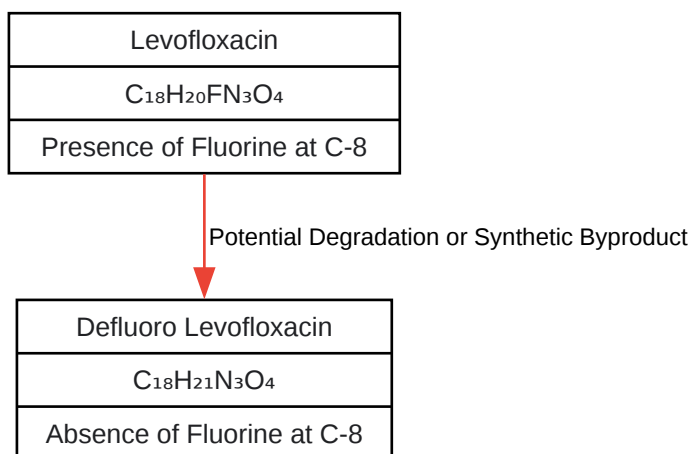 Levofloxacin
C₁₈H₂₀FN₃O₄
Presence of Fluorine at C-8
Potential Degradation or Synthetic Byproduct
Defluoro Levofloxacin
C₁₈H₂₁N₃O₄
Absence of Fluorine at C-8